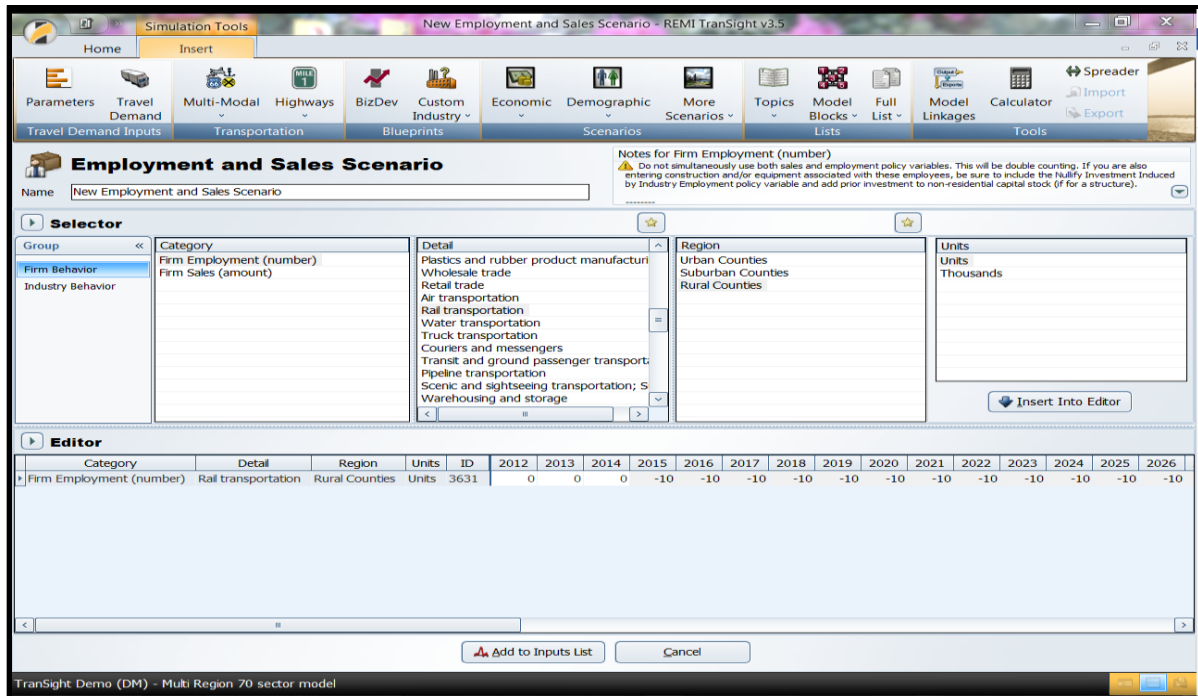 Simulation Tools
New Employment and Sales Scenario - REMI TranSight v3.5
Home Insert
Parameters Travel Demand Multi-Modal Highways BizDev Custom Industry Economic Demographic More Scenarios Topics Model Blocks Full List Model Linkages Calculator Spreader Import Export
MILE 1
Travel Demand Inputs Transportation Blueprints Scenarios Lists Tools
Employment and Sales Scenario
Name New Employment and Sales Scenario
Notes for Firm Employment (number)
Do not simultaneously use both sales and employment policy variables. This will be double counting. If you are also
entering construction and/or equipment associated with these employees, be sure to include the Nullify Investment Induced
by Industry Employment policy variable and add prior investment to non-residential capital stock (if for a structure).
--------
Selector
Group «
Firm Behavior
Industry Behavior
Category
Firm Employment (number)
Firm Sales (amount)
Detail
Plastics and rubber product manufacturi
Wholesale trade
Retail trade
Air transportation
Rail transportation
Water transportation
Truck transportation
Couriers and messengers
Transit and ground passenger transport
Pipeline transportation
Scenic and sightseeing transportation; S
Warehousing and storage
Region
Urban Counties
Suburban Counties
Rural Counties
Units
Units
Thousands
Insert Into Editor
Editor
Category Detail Region Units ID 2012 2013 2014 2015 2016 2017 2018 2019 2020 2021 2022 2023 2024 2025 2026
Firm Employment (number) Rail transportation Rural Counties Units 3631 0 0 0 -10 -10 -10 -10 -10 -10 -10 -10 -10 -10 -10 -10
Add to Inputs List Cancel
TranSight Demo (DM) - Multi Region 70 sector model